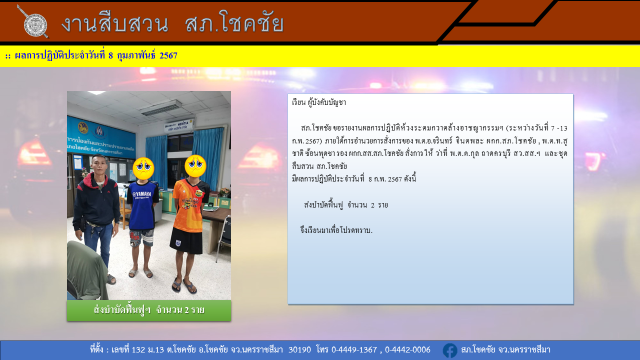 งานสืบสวน สภ.โชคชัย
:: ผลการปฏิบัติประจำวันที่ 8 กุมภาพันธ์ 2567
เรียน ผู้บังคับบัญชา
สภ.โชคชัย ขอรายงานผลการปฏิบัติห้วงระดมกวาดล้างอาชญากรรมฯ (ระหว่างวันที่ 7 -13
ก.พ.2567) ภายใต้การอำนวยการสั่งการของ พ.ต.อ.จรินทร์ จินตพละ ผกก.สภ.โชคชัย , พ.ต.ท.สุ
ชาติ ซ้อนพุดซา รอง ผกก.สส.สภ.โชคชัย สั่งการให้ ว่าที่ พ.ต.ต.กุล ถาดครบุรี สว.สส.ฯ และชุด
สืบสวน สภ.โชคชัย
มีผลการปฏิบัติประจำวันที่ 8 ก.พ. 2567 ดังนี้
ส่งบำบัดฟื้นฟู จำนวน 2 ราย
จึงเรียนมาเพื่อโปรดทราบ.
YAMAHA
ส่งบำบัดฟื้นฟูฯ จำนวน 2 ราย
ที่ตั้ง : เลขที่ 132 ม.13 ต.โชคชัย อ.โชคชัย จว.นครราชสีมา 30190 โทร 0-4449-1367 , 0-4442-0006 สภ.โชคชัย จว.นครราชสีมา